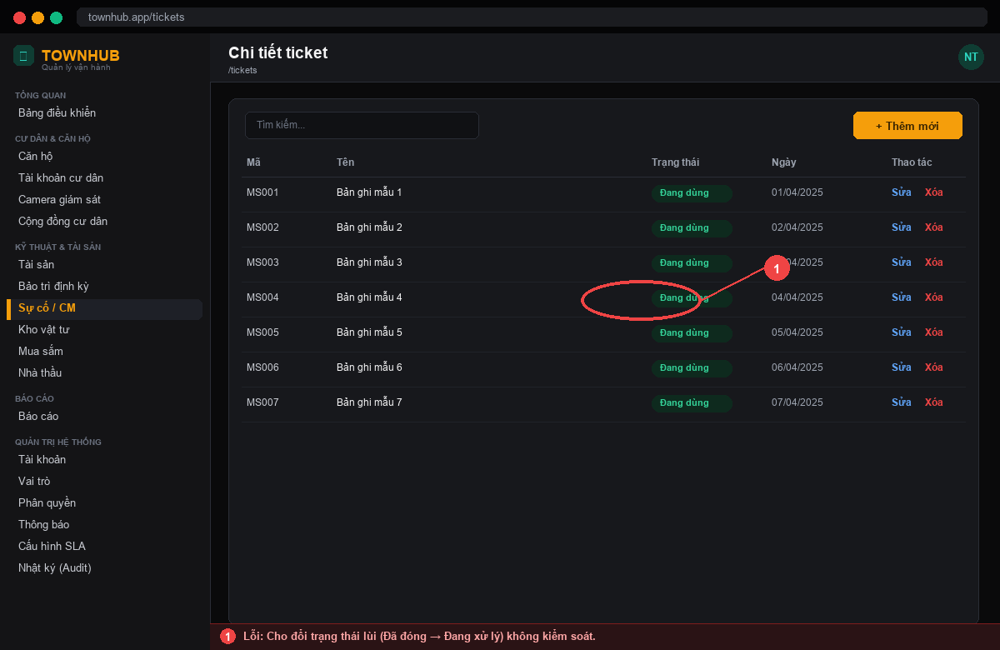 townhub.app/tickets
TOWNHUB
Quản lý vận hành
TỔNG QUAN
Bảng điều khiển
CƯ DÂN & CĂN HỘ
Căn hộ
Tài khoản cư dân
Camera giám sát
Cộng đồng cư dân
KỸ THUẬT & TÀI SẢN
Tài sản
Bảo trì định kỳ
Sự cố / CM
Kho vật tư
Mua sắm
Nhà thầu
BÁO CÁO
Báo cáo
QUẢN TRỊ HỆ THỐNG
Tài khoản
Vai trò
Phân quyền
Thông báo
Cấu hình SLA
Nhật ký (Audit)
Chi tiết ticket
/tickets
NT
Tìm kiếm...
+ Thêm mới
Mã Tên Trạng thái Ngày Thao tác
MS001 Bản ghi mẫu 1 Đang dùng 01/04/2025 Sửa Xóa
MS002 Bản ghi mẫu 2 Đang dùng 02/04/2025 Sửa Xóa
MS003 Bản ghi mẫu 3 Đang dùng 1 04/2025 Sửa Xóa
MS004 Bản ghi mẫu 4 Đang dùng 04/04/2025 Sửa Xóa
MS005 Bản ghi mẫu 5 Đang dùng 05/04/2025 Sửa Xóa
MS006 Bản ghi mẫu 6 Đang dùng 06/04/2025 Sửa Xóa
MS007 Bản ghi mẫu 7 Đang dùng 07/04/2025 Sửa Xóa
1 Lỗi: Cho đổi trạng thái lùi (Đã đóng → Đang xử lý) không kiểm soát.